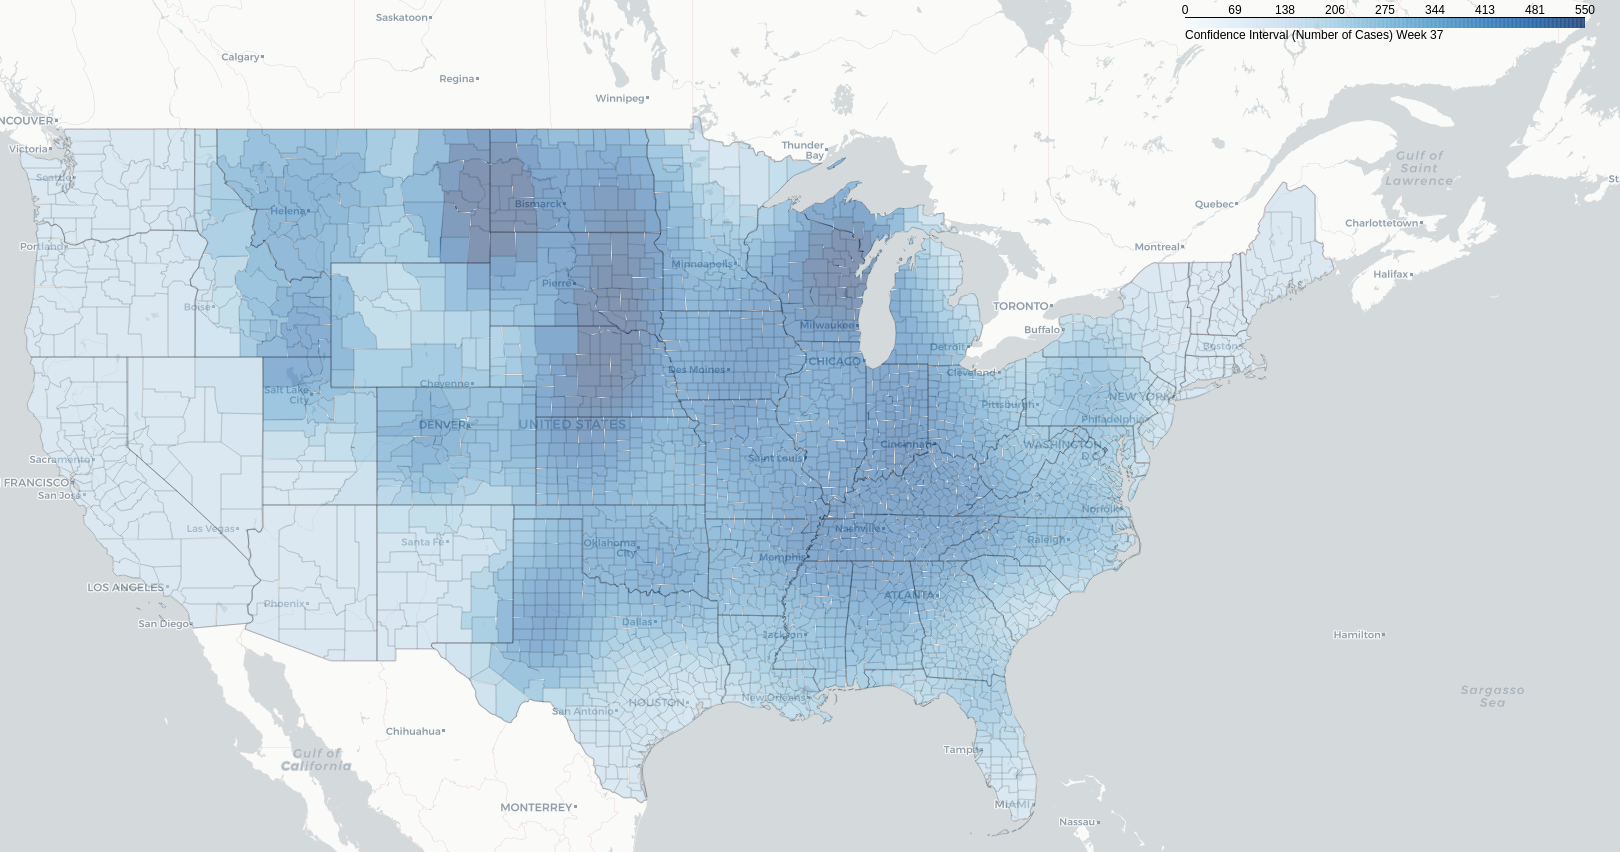 0 69 138 206 275 344 413 481 550
Confidence Interval (Number of Cases) Week 37
Saskatoon
Calgary
Regina
Winnipeg
NCOUVER
Victoria
Seattle
Thunder
Bay
Gulf of
Saint
Lawrence
St
Quebec
Charlottetown
Helena
Bismarck
Portland
Montreal
Minneapolis
Halifax
Pierre
Boise
TORONTO
Milwaukee
Buffalo
Boston
Detroit
CHICAGO
Des Moines
Cleveland
Cheyenne
Salt Lake
City
NEW YORK
Pittsburgh
Philadelphia
DENVER
UNITED STATES
Cincinnati
WASHINGTON
D.C.
Sacramento
Saint Louis
FRANCISCO
San Jose
Norfolk
Las Vegas
Nashville
Santa Fe
Oklahoma
City
Raleigh
Memphis
LOS ANGELES
ATLANTA
Phoenix
San Diego
Dallas
Jackson
Hamilton
Sargasso
Sea
New Orleans
HOUSTON
San Antonio
Chihuahua
Gulf of
California
Tampa
MONTERREY
MIAMI
Nassau